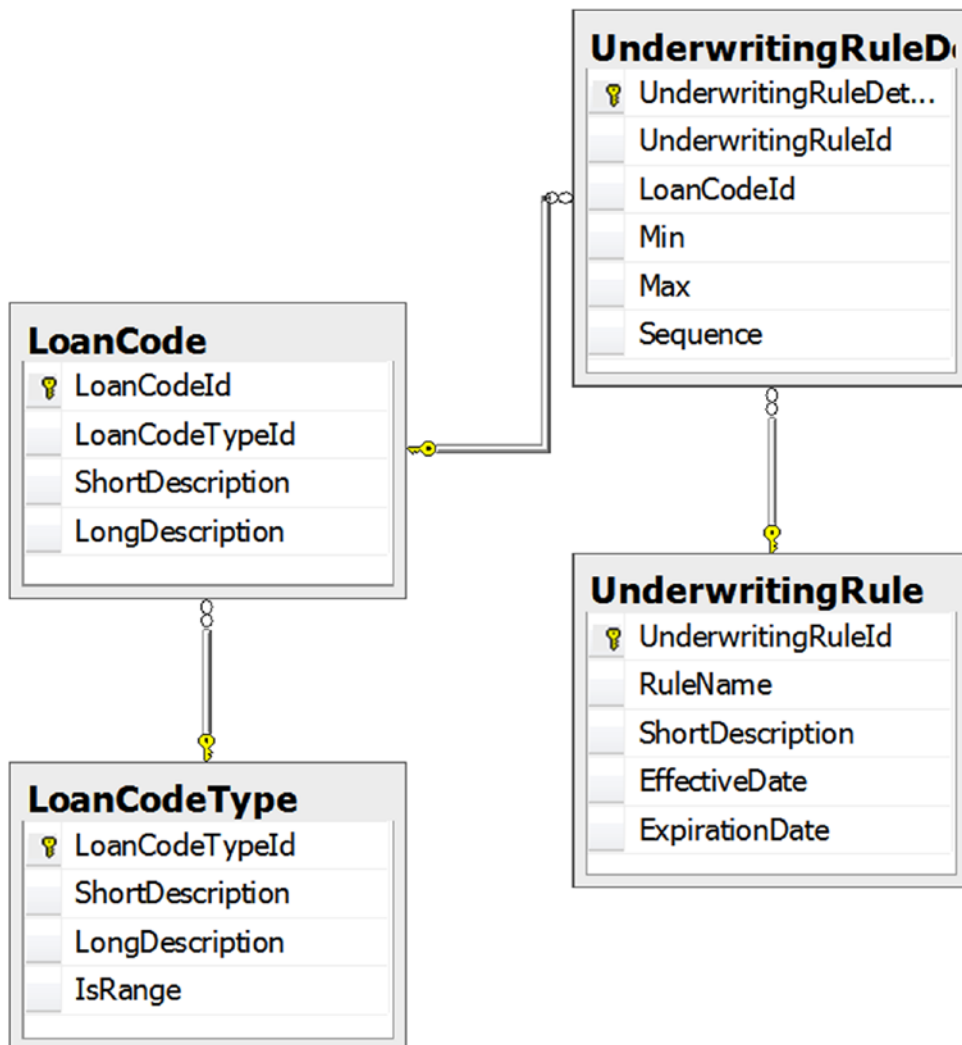 UnderwritingRuleD
UnderwritingRuleDet...
UnderwritingRuleId
LoanCodeId
Min
Max
Sequence
LoanCode
LoanCodeId
LoanCodeTypeId
ShortDescription
LongDescription
UnderwritingRule
UnderwritingRuleId
RuleName
ShortDescription
EffectiveDate
ExpirationDate
LoanCodeType
LoanCodeTypeId
ShortDescription
LongDescription
IsRange